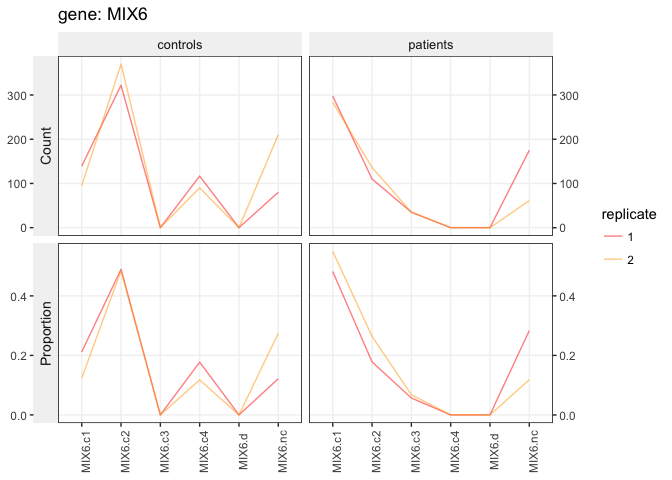 gene: MIX6
controls
patients
Count
300
200
100
0
300
200
100
0
replicate
1
2
Proportion
0.4
0.2
0.0
0.4
0.2
0.0
MIX6.c1
MIX6.c2
MIX6.c3
MIX6.c4
MIX6.d
MIX6.nc
MIX6.c1
MIX6.c2
MIX6.c3
MIX6.c4
MIX6.d
MIX6.nc